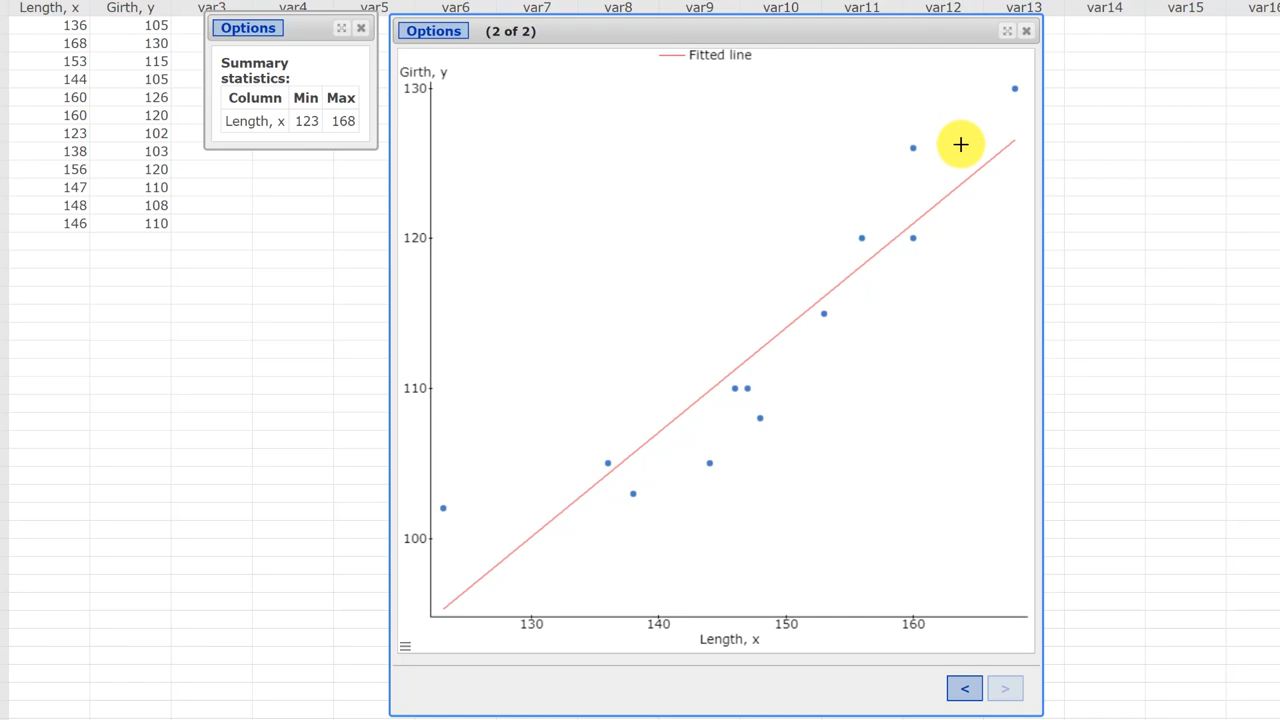 Length, x Girth, y var3 var4 var5 var6 var7 var8 var9 var10 var11 var12 var13 var14 var15 var16
136 105
168 130
153 115
144 105
160 126
160 120
123 102
138 103
156 120
147 110
148 108
146 110
Options
Summary
statistics:
Column Min Max
Length, x 123 168
Options (2 of 2)
Fitted line
Girth, y
130
120
110
100
130 140 150 160
Length, x
< >